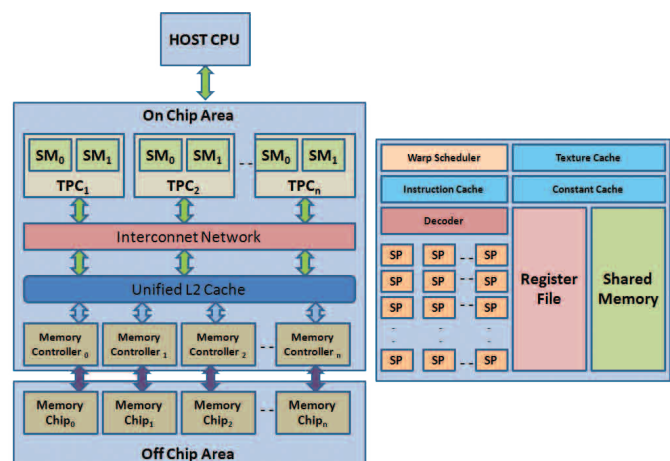 HOST CPU
On Chip Area
SM0 SM1 SM0 SM1 - - SM0 SM1
TPC1 TPC2 TPCn
Interconnet Network
Unified L2 Cache
Memory Controller 0 Memory Controller 1 Memory Controller 2 - - Memory Controller n
Memory Chip0 Memory Chip1 Memory Chip2 - - Memory Chipn
Off Chip Area
Warp Scheduler Texture Cache
Instruction Cache Constant Cache
Decoder
SP SP - - SP
SP SP - - SP
SP SP - - SP
SP SP - - SP
Register File
Shared Memory